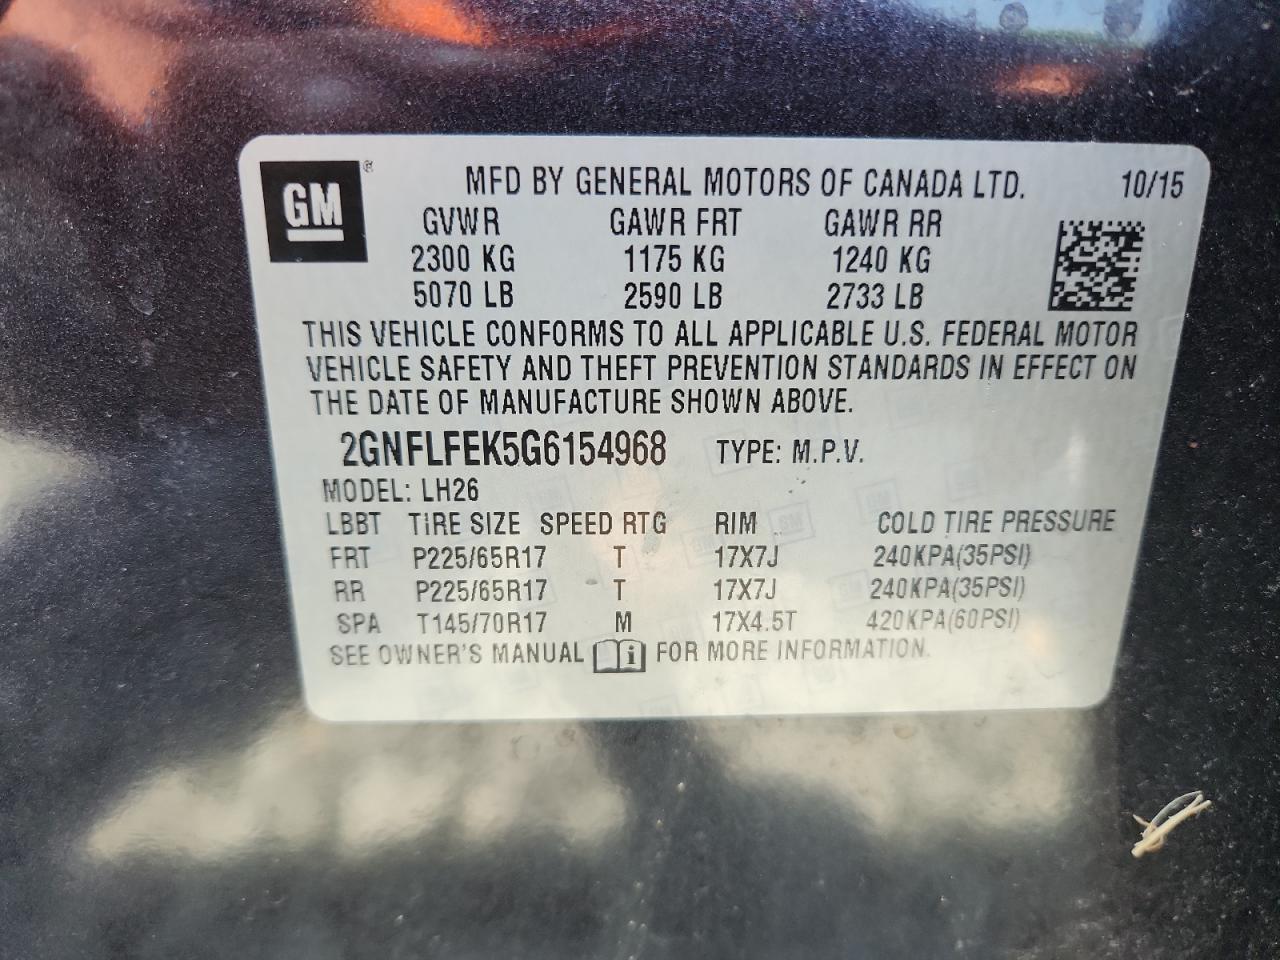 GM ®
MFD BY GENERAL MOTORS OF CANADA LTD. 10/15
GVWR GAWR FRT GAWR RR
2300 KG 1175 KG 1240 KG
5070 LB 2590 LB 2733 LB
THIS VEHICLE CONFORMS TO ALL APPLICABLE U.S. FEDERAL MOTOR
VEHICLE SAFETY AND THEFT PREVENTION STANDARDS IN EFFECT ON
THE DATE OF MANUFACTURE SHOWN ABOVE.
2GNFLFEK5G6154968 TYPE: M.P.V.
MODEL: LH26
LBBT TIRE SIZE SPEED RTG RIM COLD TIRE PRESSURE
FRT P225/65R17 T 17X7J 240KPA(35PSI)
RR P225/65R17 T 17X7J 240KPA(35PSI)
SPA T145/70R17 M 17X4.5T 420KPA(60PSI)
SEE OWNER'S MANUAL i FOR MORE INFORMATION.